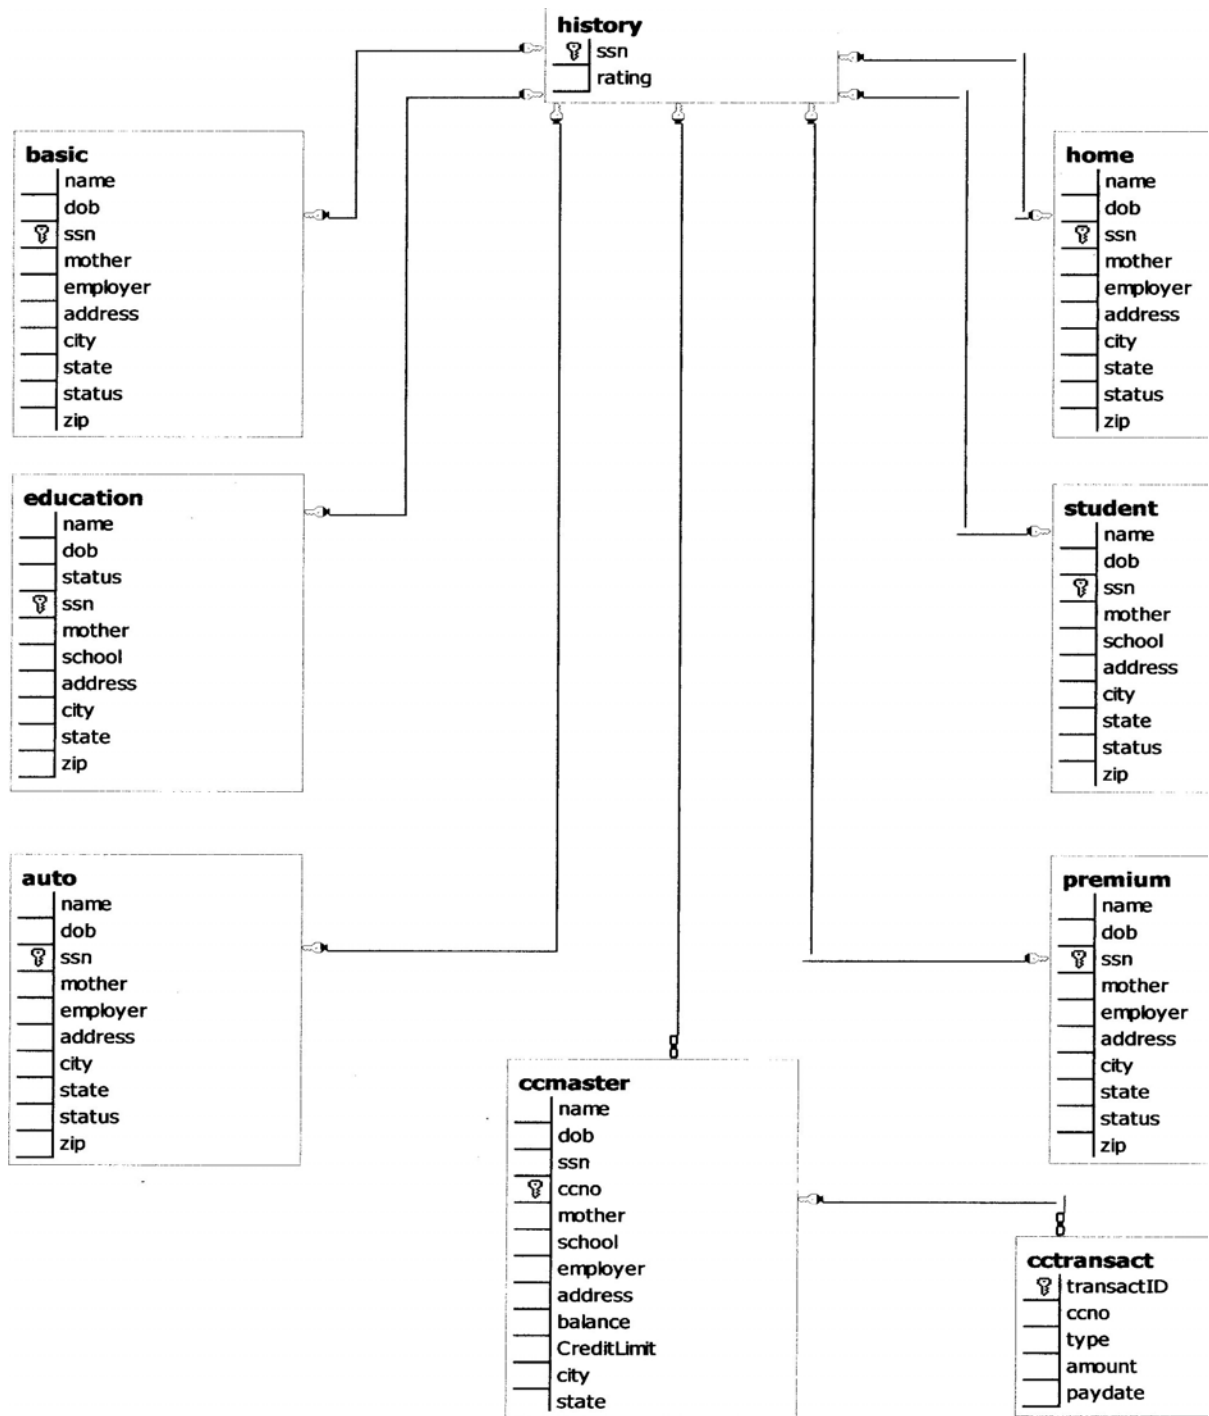 history
ssn
rating
basic
name
dob
ssn
mother
employer
address
city
state
status
zip
home
name
dob
ssn
mother
employer
address
city
state
status
zip
education
name
dob
status
ssn
mother
school
address
city
state
zip
student
name
dob
ssn
mother
school
address
city
state
status
zip
auto
name
dob
ssn
mother
employer
address
city
state
status
zip
premium
name
dob
ssn
mother
employer
address
city
state
status
zip
ccmaster
name
dob
ssn
ccno
mother
school
employer
address
balance
CreditLimit
city
state
cctransact
transactID
ccno
type
amount
paydate